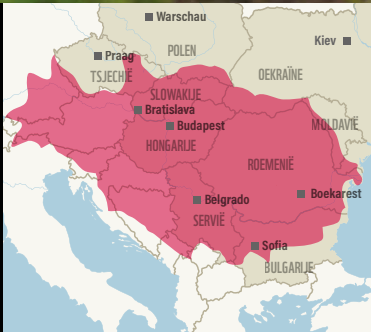 Warschau
Kiev
POLEN
Praag
TSJECHIË
OEKRAÏNE
SLOWAKIJE
Bratislava
MOLDAVIË
Budapest
HONGARIJE
ROEMENIË
Boekarest
Belgrado
SERVIË
Sofia
BULGARIJE